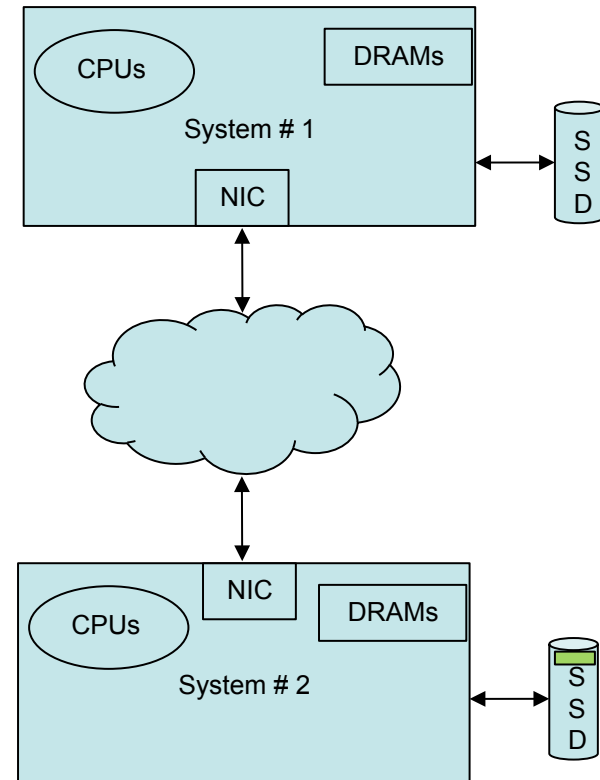 CPUs
DRAMs
System # 1
NIC
S
S
D
NIC
CPUs
DRAMs
System # 2
S
S
D